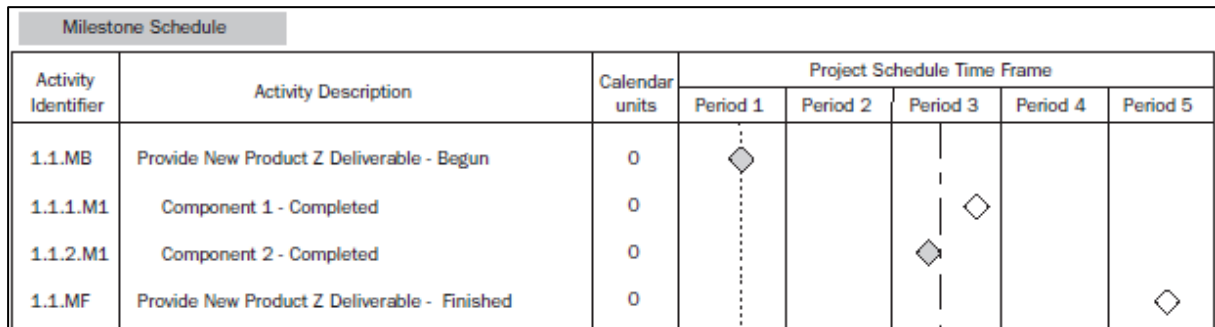 Milestone Schedule
Activity Identifier Activity Description Calendar units Project Schedule Time Frame
Period 1 Period 2 Period 3 Period 4 Period 5
1.1.MB Provide New Product Z Deliverable - Begun 0
1.1.1.M1 Component 1 - Completed 0
1.1.2.M1 Component 2 - Completed 0
1.1.MF Provide New Product Z Deliverable - Finished 0